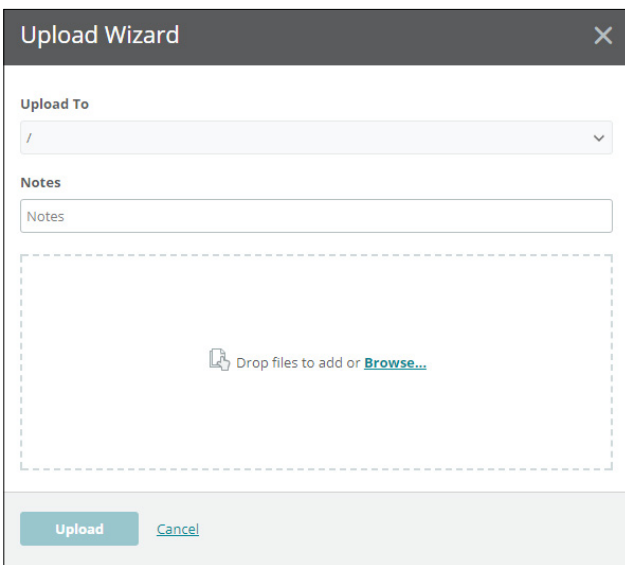 Upload Wizard
Upload To
/
Notes
Notes
Drop files to add or Browse...
Upload Cancel